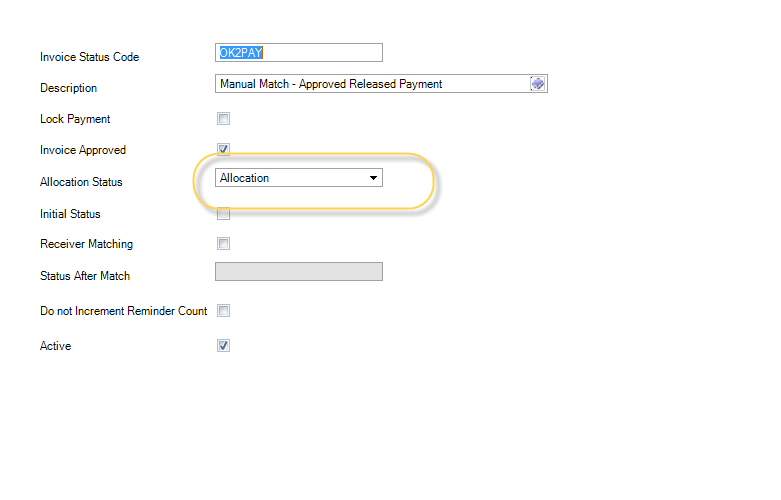 Invoice Status Code OK2PAY
Description Manual Match - Approved Released Payment
Lock Payment
Invoice Approved
Allocation Status Allocation
Initial Status
Receiver Matching
Status After Match
Do not Increment Reminder Count
Active